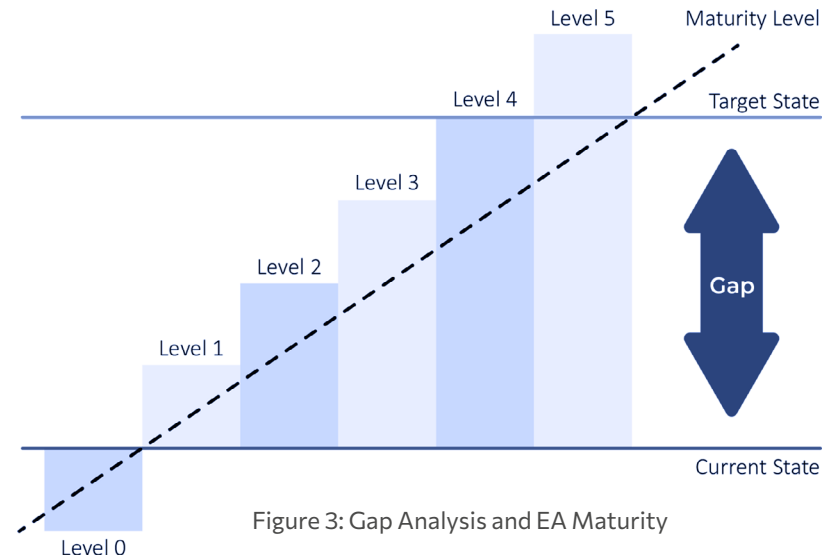 Level 5
Maturity Level
Level 4
Target State
Level 3
Level 2
Gap
Level 1
Current State
Figure 3: Gap Analysis and EA Maturity
Level 0